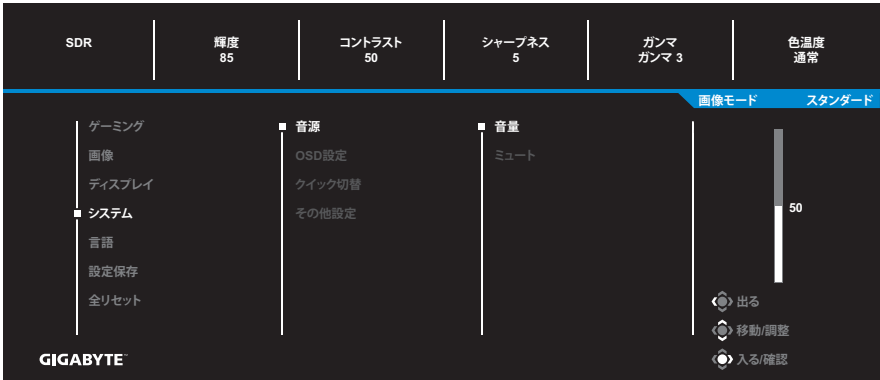 SDR
輝度
85
コントラスト
50
シャープネス
5
ガンマ
ガンマ 3
色温度
通常
画像モード スタンダード
ゲーミング
画像
ディスプレイ
システム
言語
設定保存
全リセット
音源
OSD設定
クイック切替
その他設定
音量
ミュート
50
出る
移動/調整
入る/確認
GIGABYTE™